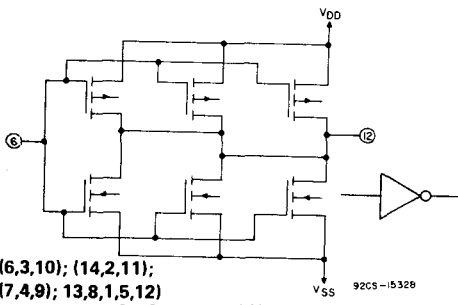 VDD
6
12
(6,3,10); (14,2,11);
(7,4,9); 13,8,1,5,12)
VSS
92CS-15328